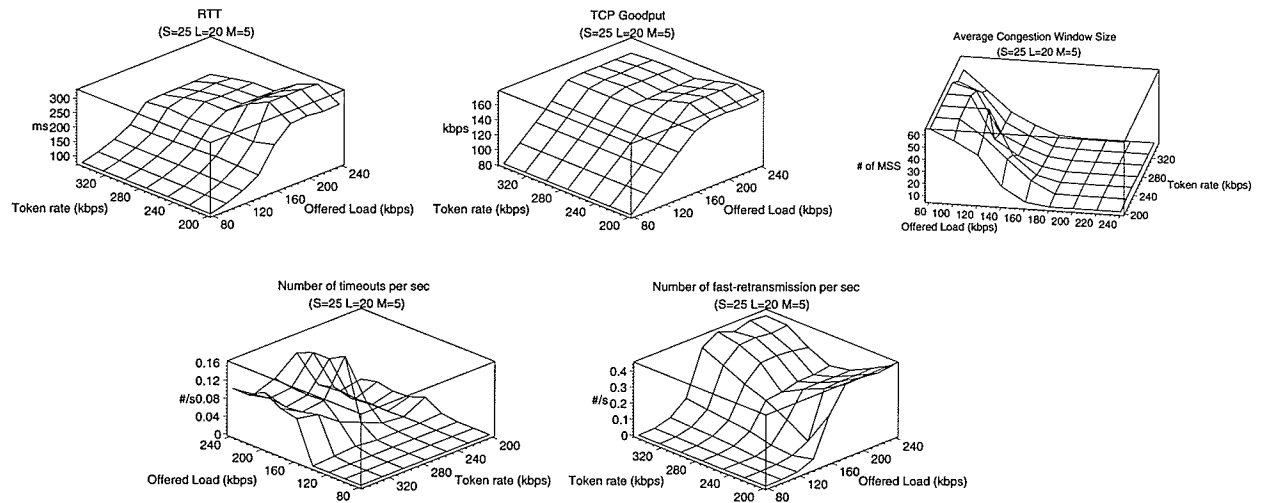 RTT
(S=25 L=20 M=5)
300
250
ms200
150
100
320
280
240
200
Token rate (kbps)
80
120
160
200
240
Offered Load (kbps)
TCP Goodput
(S=25 L=20 M=5)
160
kbps 140
120
100
80
320
280
240
200
Token rate (kbps)
80
120
160
200
240
Offered Load (kbps)
Average Congestion Window Size
(S=25 L=20 M=5)
60
50
40
# of MSS 30
20
10
80 100 120 140 160 180 200 220 240
Offered Load (kbps)
320
280
240
200
Token rate (kbps)
Number of timeouts per sec
(S=25 L=20 M=5)
0.16
0.12
#/s0.08
0.04
0
240
200
160
120
80
Offered Load (kbps)
320
280
240
200
Token rate (kbps)
Number of fast-retransmission per sec
(S=25 L=20 M=5)
0.4
0.3
#/s0.2
0.1
0
320
280
240
200
Token rate (kbps)
80
120
160
200
240
Offered Load (kbps)